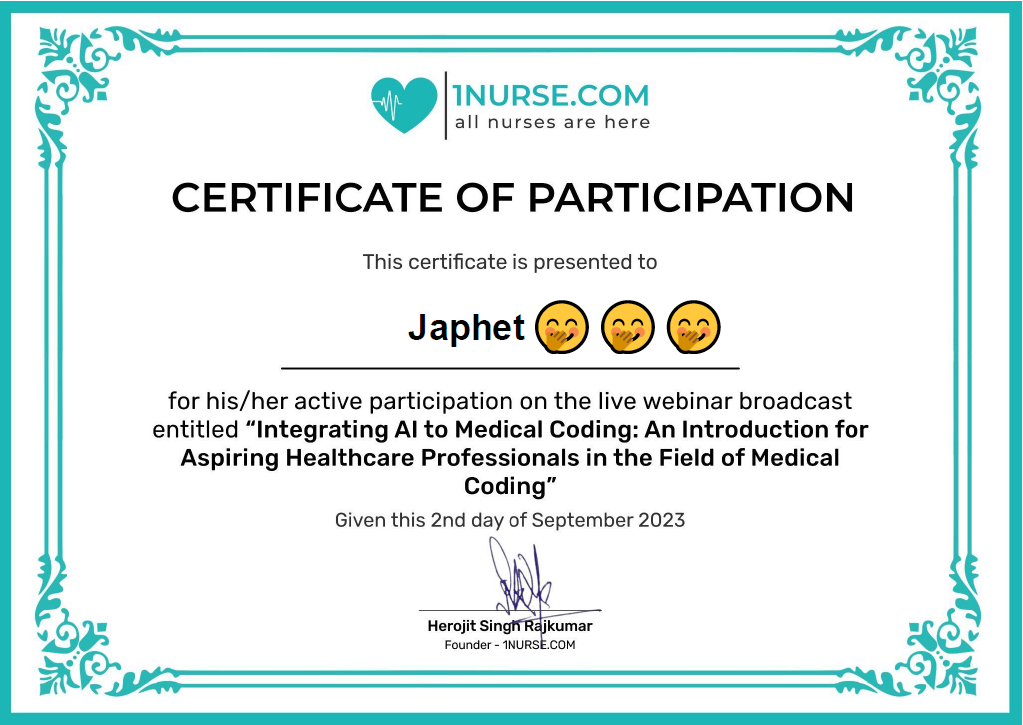 1NURSE.COM
all nurses are here
CERTIFICATE OF PARTICIPATION
This certificate is presented to
Japhet 🤭 🤭 🤭
for his/her active participation on the live webinar broadcast
entitled “Integrating AI to Medical Coding: An Introduction for
Aspiring Healthcare Professionals in the Field of Medical
Coding”
Given this 2nd day of September 2023
Herojit Singh Rajkumar
Founder - 1NURSE.COM